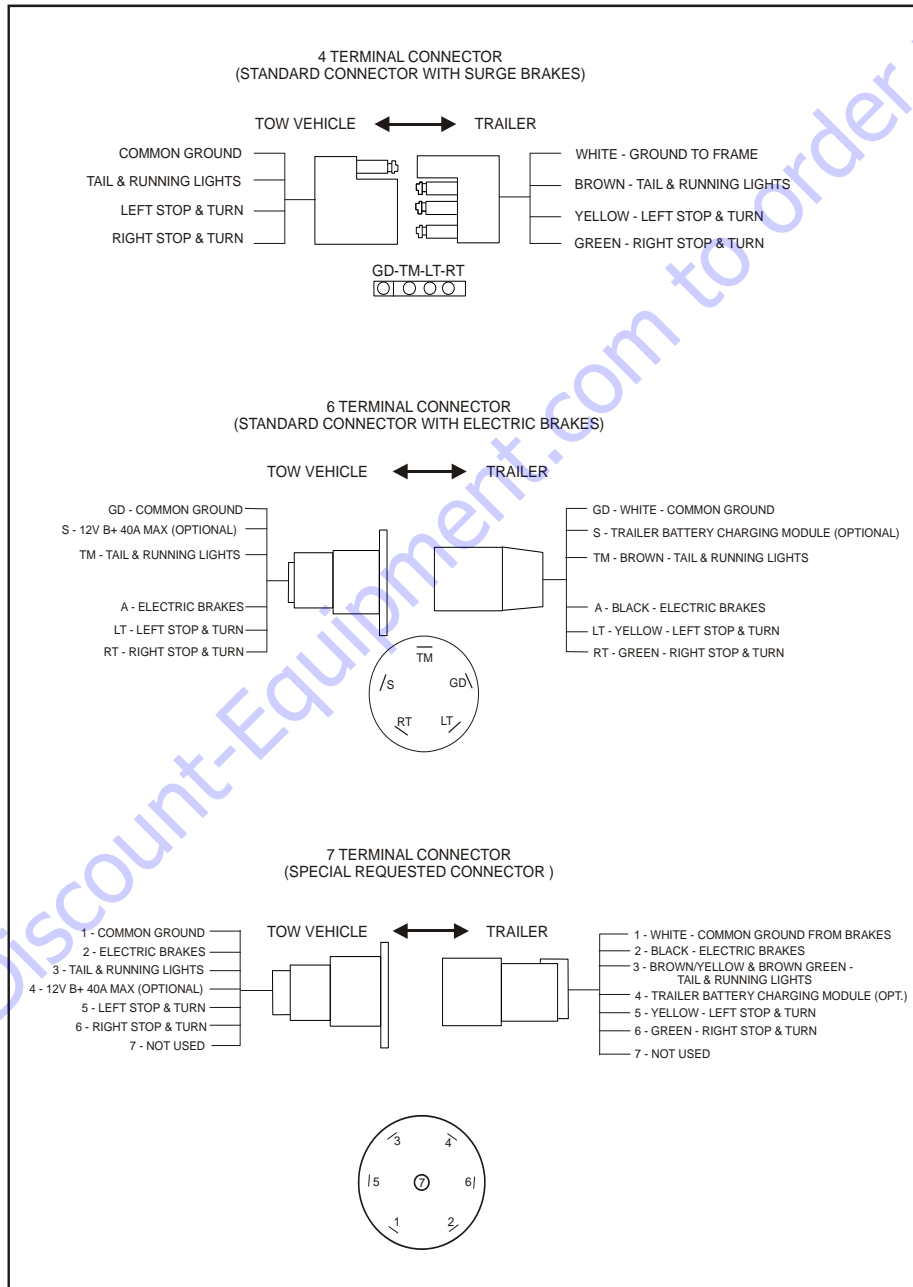 4 TERMINAL CONNECTOR
(STANDARD CONNECTOR WITH SURGE BRAKES)
TOW VEHICLE
TRAILER
COMMON GROUND
TAIL & RUNNING LIGHTS
LEFT STOP & TURN
RIGHT STOP & TURN
WHITE - GROUND TO FRAME
BROWN - TAIL & RUNNING LIGHTS
YELLOW - LEFT STOP & TURN
GREEN - RIGHT STOP & TURN
GD-TM-LT-RT
6 TERMINAL CONNECTOR
(STANDARD CONNECTOR WITH ELECTRIC BRAKES)
TOW VEHICLE
TRAILER
GD - COMMON GROUND
S - 12V B+ 40A MAX (OPTIONAL)
TM - TAIL & RUNNING LIGHTS
A - ELECTRIC BRAKES
LT - LEFT STOP & TURN
RT - RIGHT STOP & TURN
GD - WHITE - COMMON GROUND
S - TRAILER BATTERY CHARGING MODULE (OPTIONAL)
TM - BROWN - TAIL & RUNNING LIGHTS
A - BLACK - ELECTRIC BRAKES
LT - YELLOW - LEFT STOP & TURN
RT - GREEN - RIGHT STOP & TURN
TM
S
GD
RT
LT
7 TERMINAL CONNECTOR
(SPECIAL REQUESTED CONNECTOR )
TOW VEHICLE
TRAILER
1 - COMMON GROUND
2 - ELECTRIC BRAKES
3 - TAIL & RUNNING LIGHTS
4 - 12V B+ 40A MAX (OPTIONAL)
5 - LEFT STOP & TURN
6 - RIGHT STOP & TURN
7 - NOT USED
1 - WHITE - COMMON GROUND FROM BRAKES
2 - BLACK - ELECTRIC BRAKES
3 - BROWN/YELLOW & BROWN GREEN -
TAIL & RUNNING LIGHTS
4 - TRAILER BATTERY CHARGING MODULE (OPT.)
5 - YELLOW - LEFT STOP & TURN
6 - GREEN - RIGHT STOP & TURN
7 - NOT USED
3
4
5
7
6
1
2
Discount-Equipment.com to order